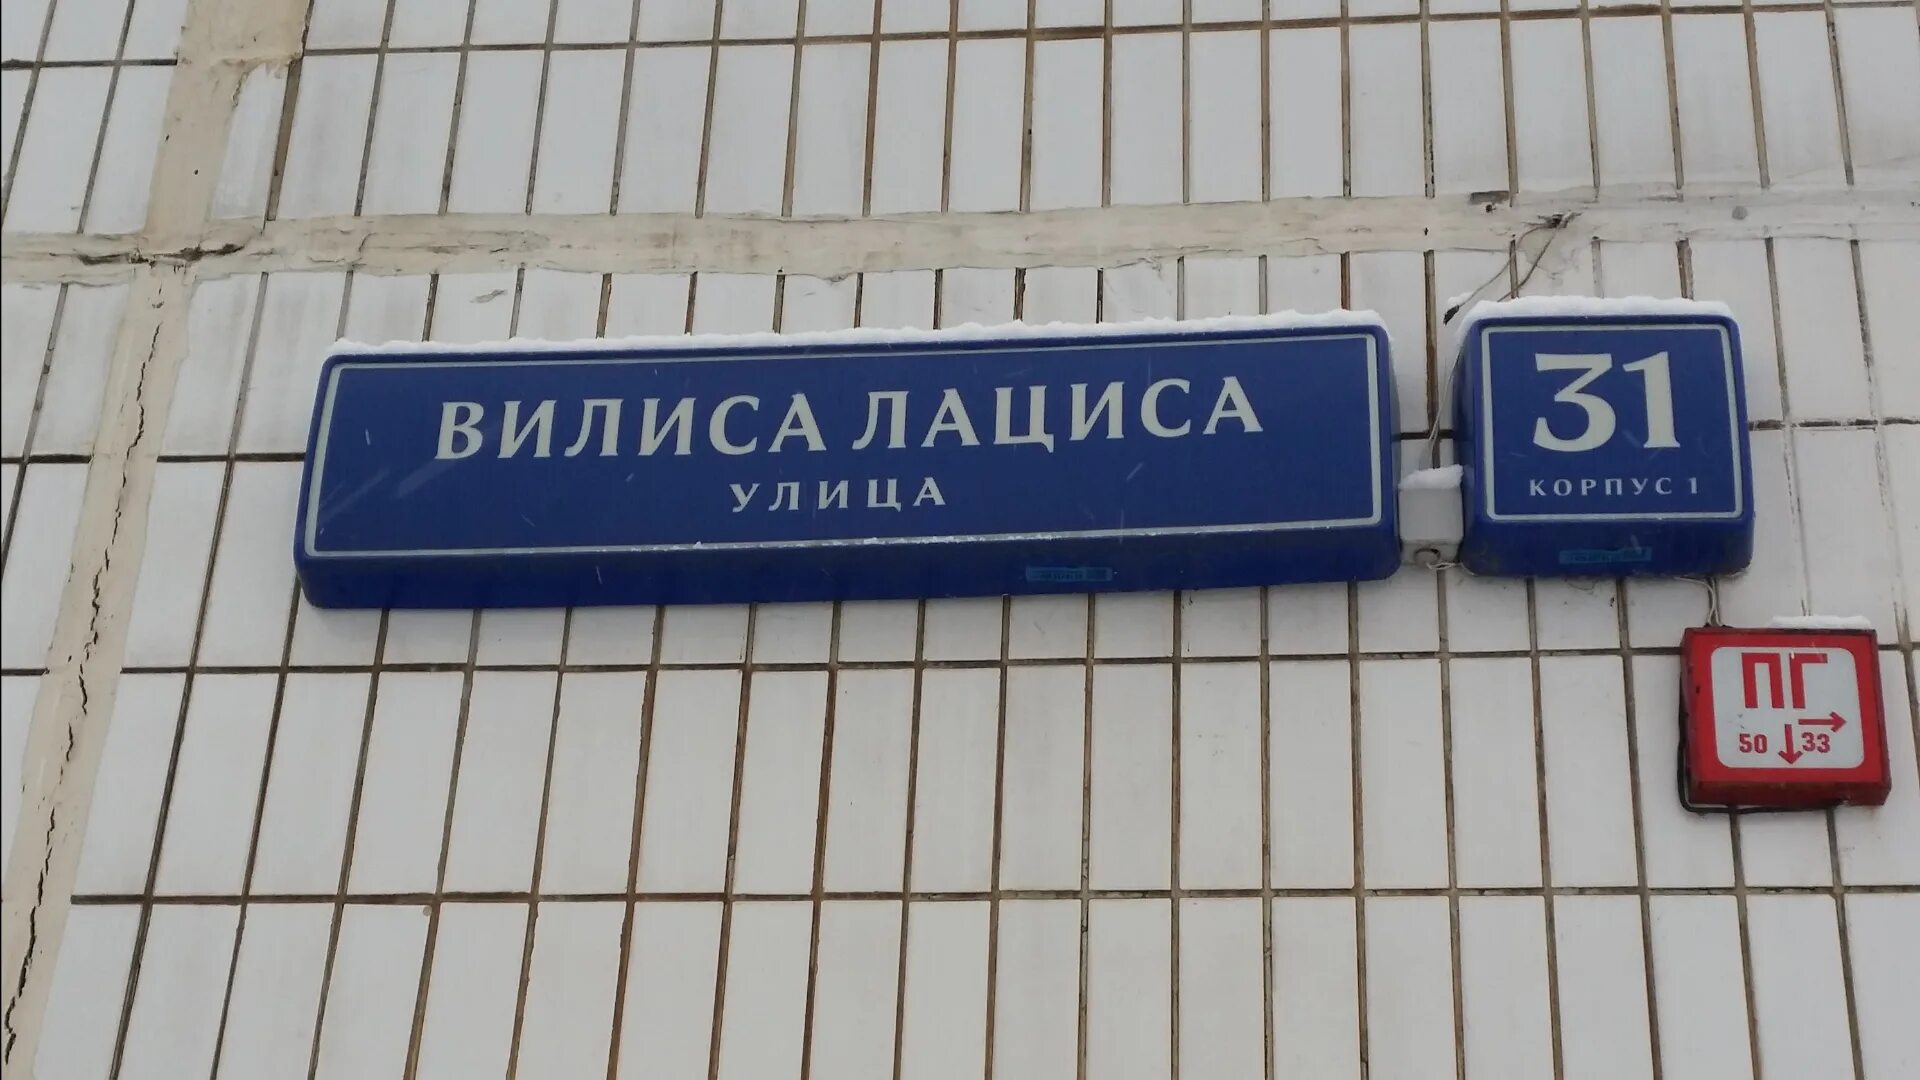 ВИЛИСА ЛАЦИСА
УЛИЦА
31
КОРПУС 1
ПГ
50 33